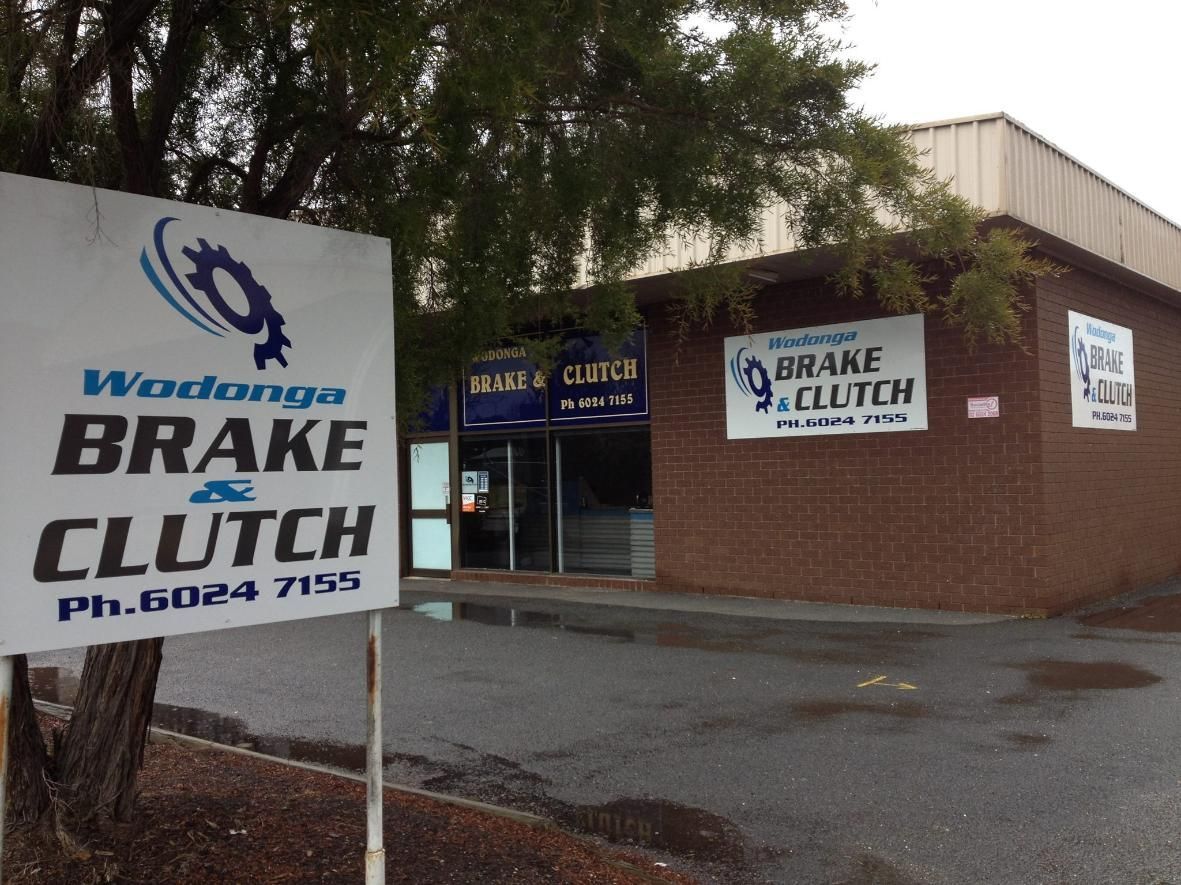 Wodonga
BRAKE
&
CLUTCH
Ph.6024 7155
WODONGA
BRAKE & CLUTCH
Ph 6024 7155
Wodonga
BRAKE
& CLUTCH
PH.6024 7155
Wodonga
BRAKE
& CLUTCH
PH.6024 7155